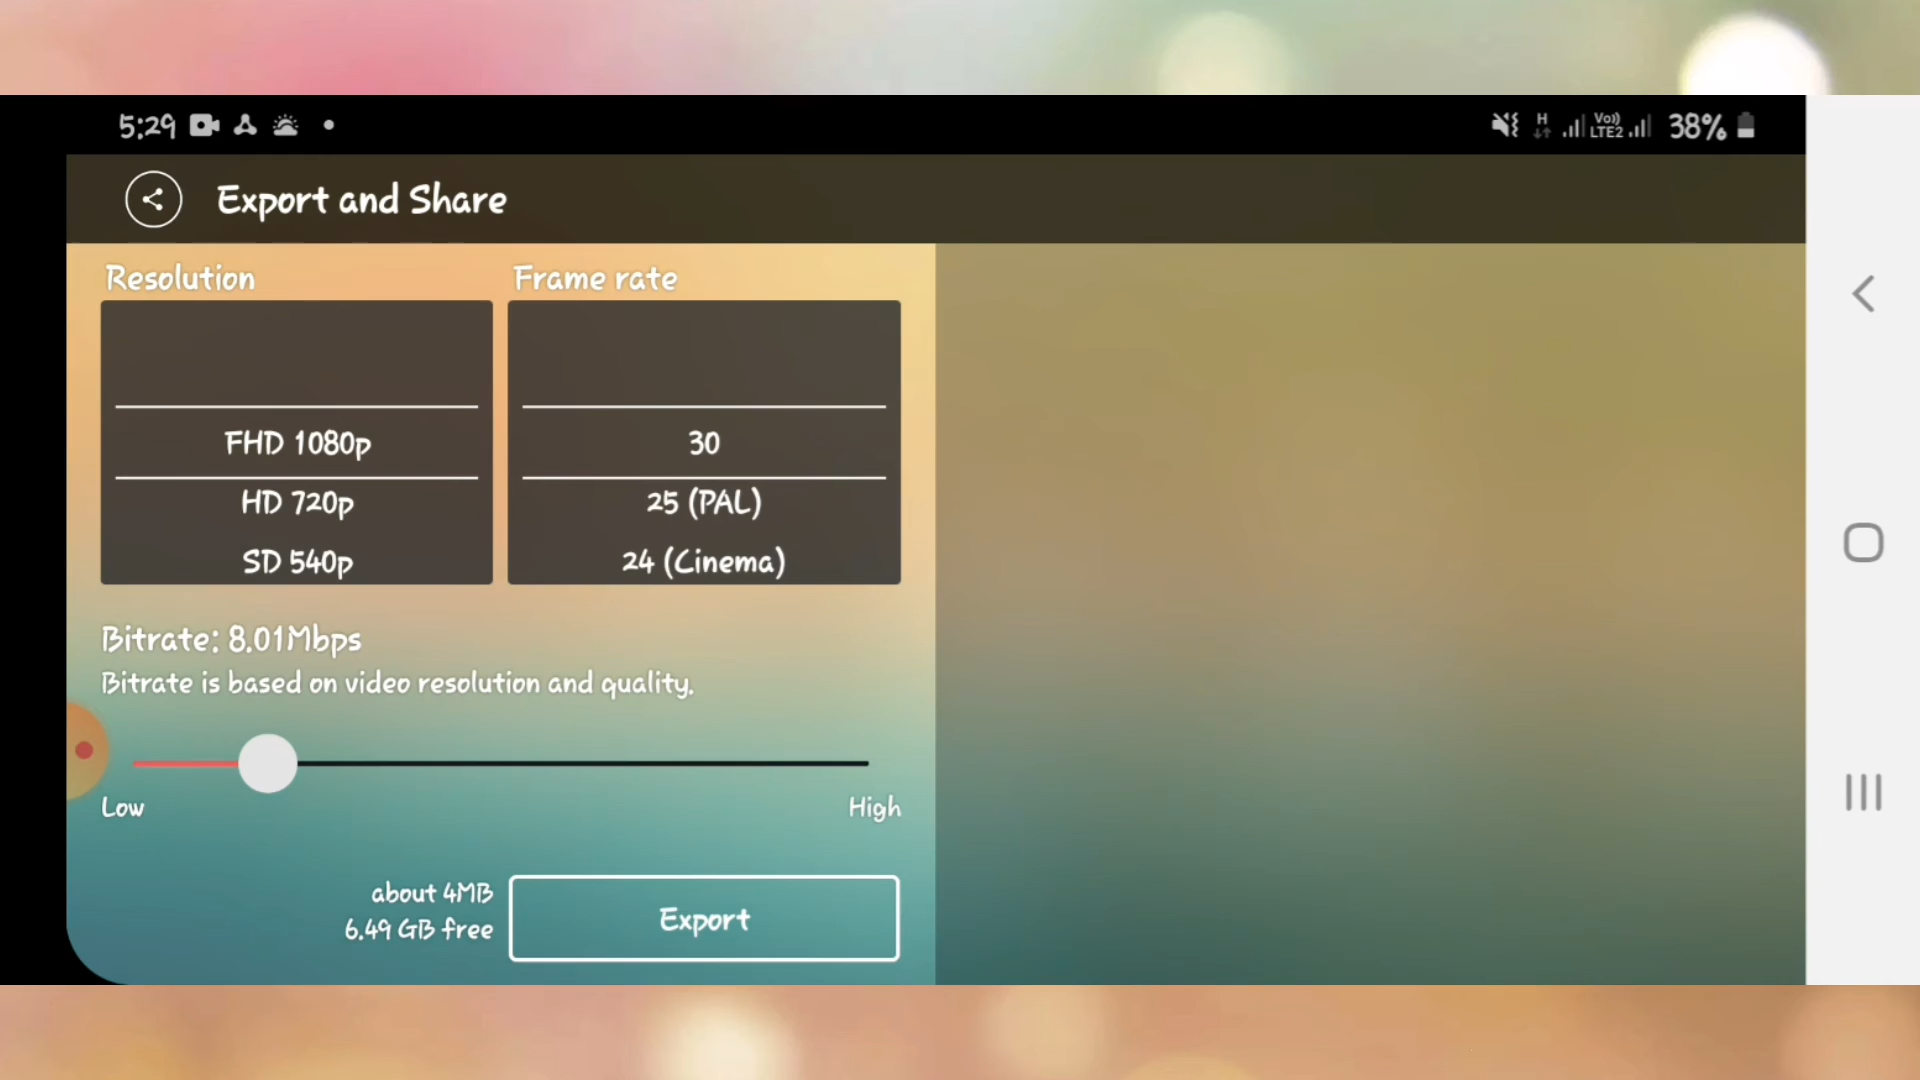 5:29
H
Vo))
LTE2
38%
Export and Share
Resolution
Frame rate
FHD 1080p
HD 720p
SD 540p
30
25 (PAL)
24 (Cinema)
Bitrate: 8.01Mbps
Bitrate is based on video resolution and quality.
Low
High
about 4MB
6.49 GB free
Export